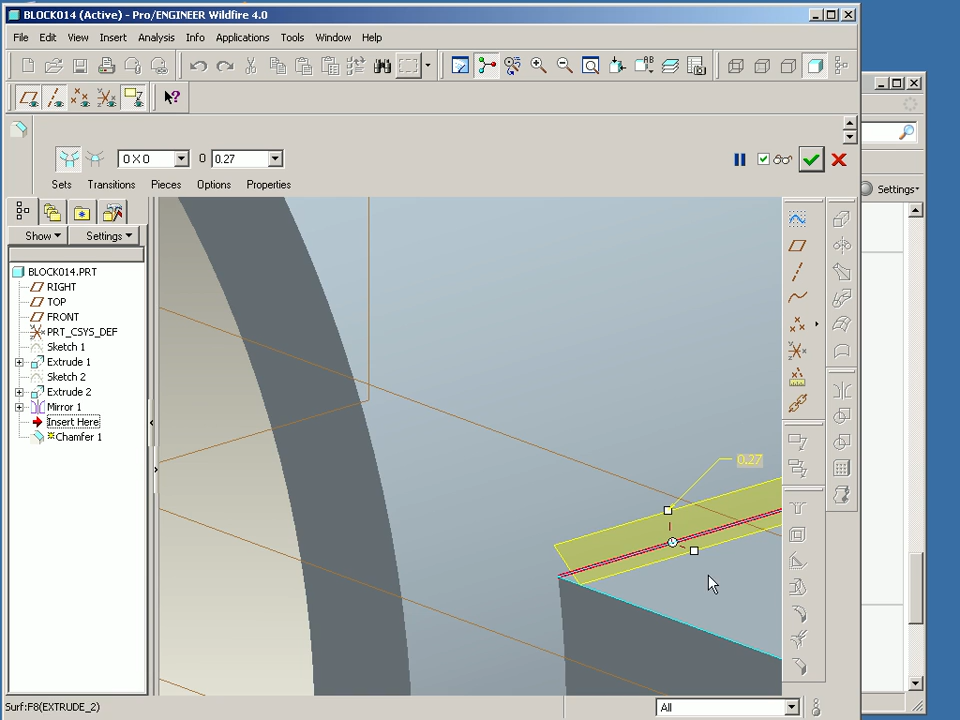 BLOCK014 (Active) - Pro/ENGINEER Wildfire 4.0
File Edit View Insert Analysis Info Applications Tools Window Help
0 X 0 0 0.27
Sets Transitions Pieces Options Properties
Settings
Show Settings
BLOCK014.PRT
RIGHT
TOP
FRONT
PRT_CSYS_DEF
Sketch 1
Extrude 1
Sketch 2
Extrude 2
Mirror 1
Insert Here
Chamfer 1
0.27
Surf:F8(EXTRUDE_2)
All